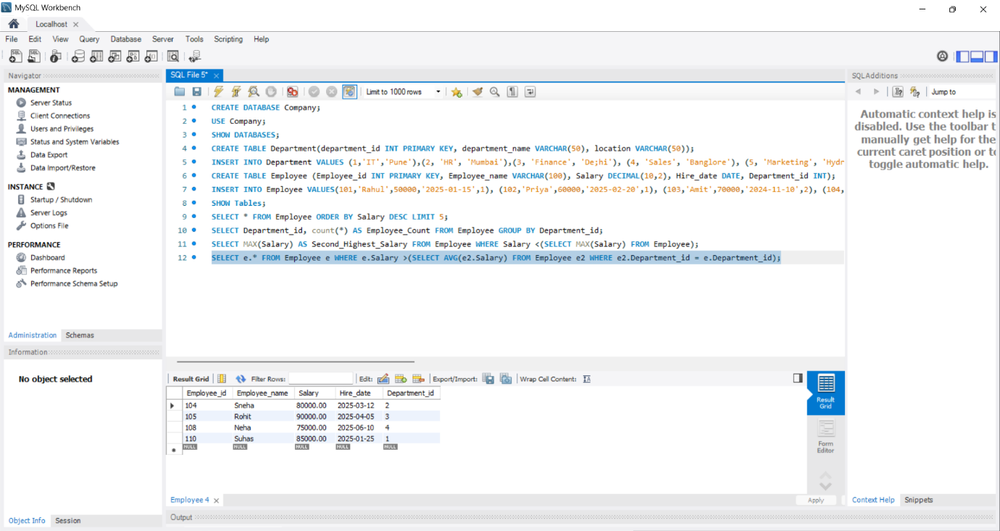 MySQL Workbench
Localhost
File Edit View Query Database Server Tools Scripting Help
Navigator
MANAGEMENT
Server Status
Client Connections
Users and Privileges
Status and System Variables
Data Export
Data Import/Restore
INSTANCE
Startup / Shutdown
Server Logs
Options File
PERFORMANCE
Dashboard
Performance Reports
Performance Schema Setup
Administration Schemas
Information
No object selected
Object Info Session
SQL File 5*
Limit to 1000 rows
1 CREATE DATABASE Company;
2 USE Company;
3 SHOW DATABASES;
4 CREATE TABLE Department(department_id INT PRIMARY KEY, department_name VARCHAR(50), location VARCHAR(50));
5 INSERT INTO Department VALUES (1,'IT','Pune'),(2, 'HR', 'Mumbai'),(3, 'Finance', 'De;hi'), (4, 'Sales', 'Banglore'), (5, 'Marketing', 'Hydr
6 CREATE TABLE Employee (Employee_id INT PRIMARY KEY, Employee_name VARCHAR(100), Salary DECIMAL(10,2), Hire_date DATE, Department_id INT);
7 INSERT INTO Employee VALUES(101,'Rahul',50000,'2025-01-15',1), (102,'Priya',60000,'2025-02-20',1), (103,'Amit',70000,'2024-11-10',2), (104,
8 SHOW Tables;
9 SELECT * FROM Employee ORDER BY Salary DESC LIMIT 5;
10 SELECT Department_id, count(*) AS Employee_Count FROM Employee GROUP BY Department_id;
11 SELECT MAX(Salary) AS Second_Highest_Salary FROM Employee WHERE Salary <(SELECT MAX(Salary) FROM Employee);
12 SELECT e.* FROM Employee e WHERE e.Salary >(SELECT AVG(e2.Salary) FROM Employee e2 WHERE e2.Department_id = e.Department_id);
Result Grid Filter Rows: Edit: Export/Import: Wrap Cell Content:
Employee_id Employee_name Salary Hire_date Department_id
104 Sneha 80000.00 2025-03-12 2
105 Rohit 90000.00 2025-04-05 3
108 Neha 75000.00 2025-06-10 4
110 Suhas 85000.00 2025-01-25 1
NULL NULL NULL NULL NULL
Result
Grid
Form
Editor
Employee 4
Apply
Output
SQLAdditions
Jump to
Automatic context help is
disabled. Use the toolbar t
manually get help for the
current caret position or to
toggle automatic help.
Context Help Snippets